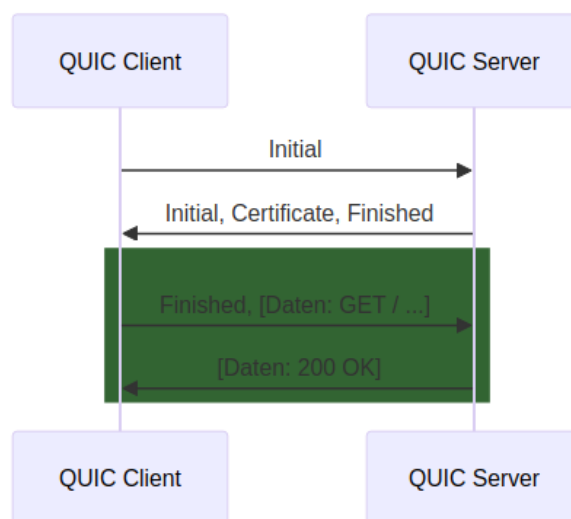 QUIC Client
QUIC Server
Initial
Initial, Certificate, Finished
Finished, [Daten: GET / ...]
[Daten: 200 OK]
QUIC Client
QUIC Server